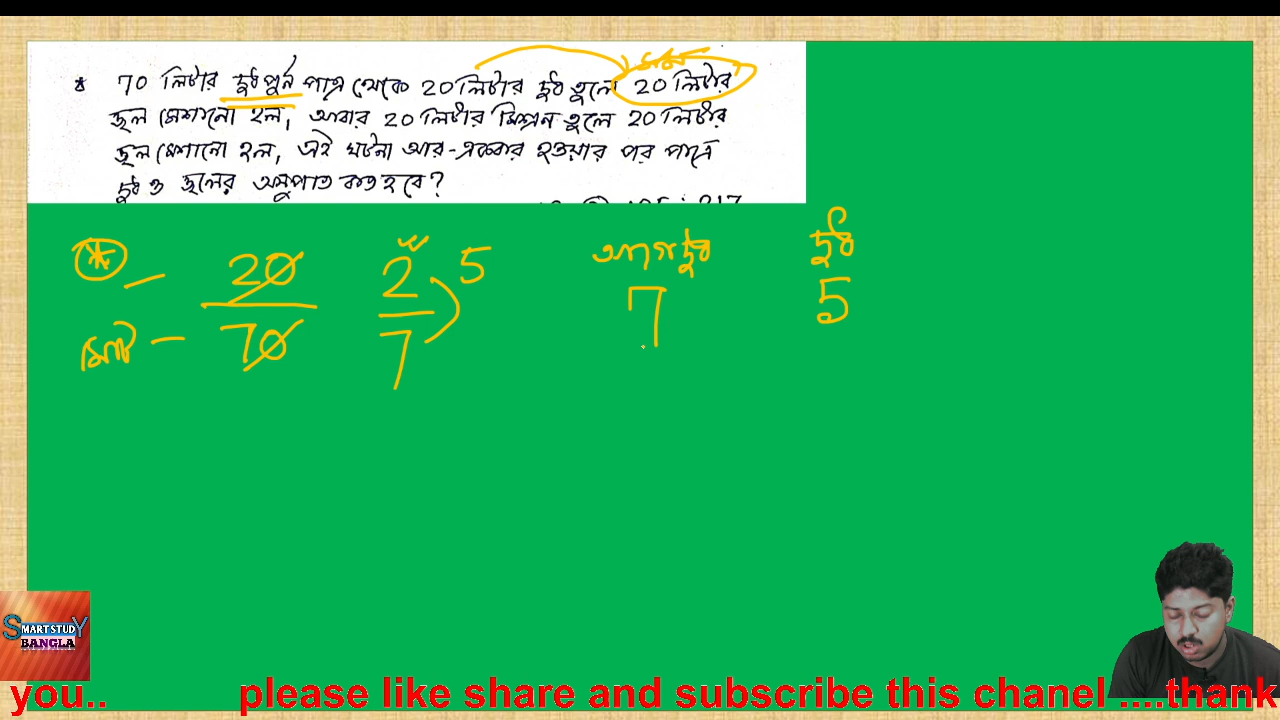 * 70 লিটার দুধপূর্ন পাত্র থেকে 20 লিটার দুধ তুলে 20 লিটার
জল মেশানো হল, আবার 20 লিটার মিশ্রন তুলে 20 লিটার
জল মেশানো হল, এই ঘটনা আর-একবার হওয়ার পর পাত্রে
দুধ ও জলের অনুপাত কত হবে?
* – 20 2 5 আগে দুধ দুধ
মোট – 70 7 7 5
SMART STUDY
BANGLA
you.. please like share and subscribe this chanel ....thank